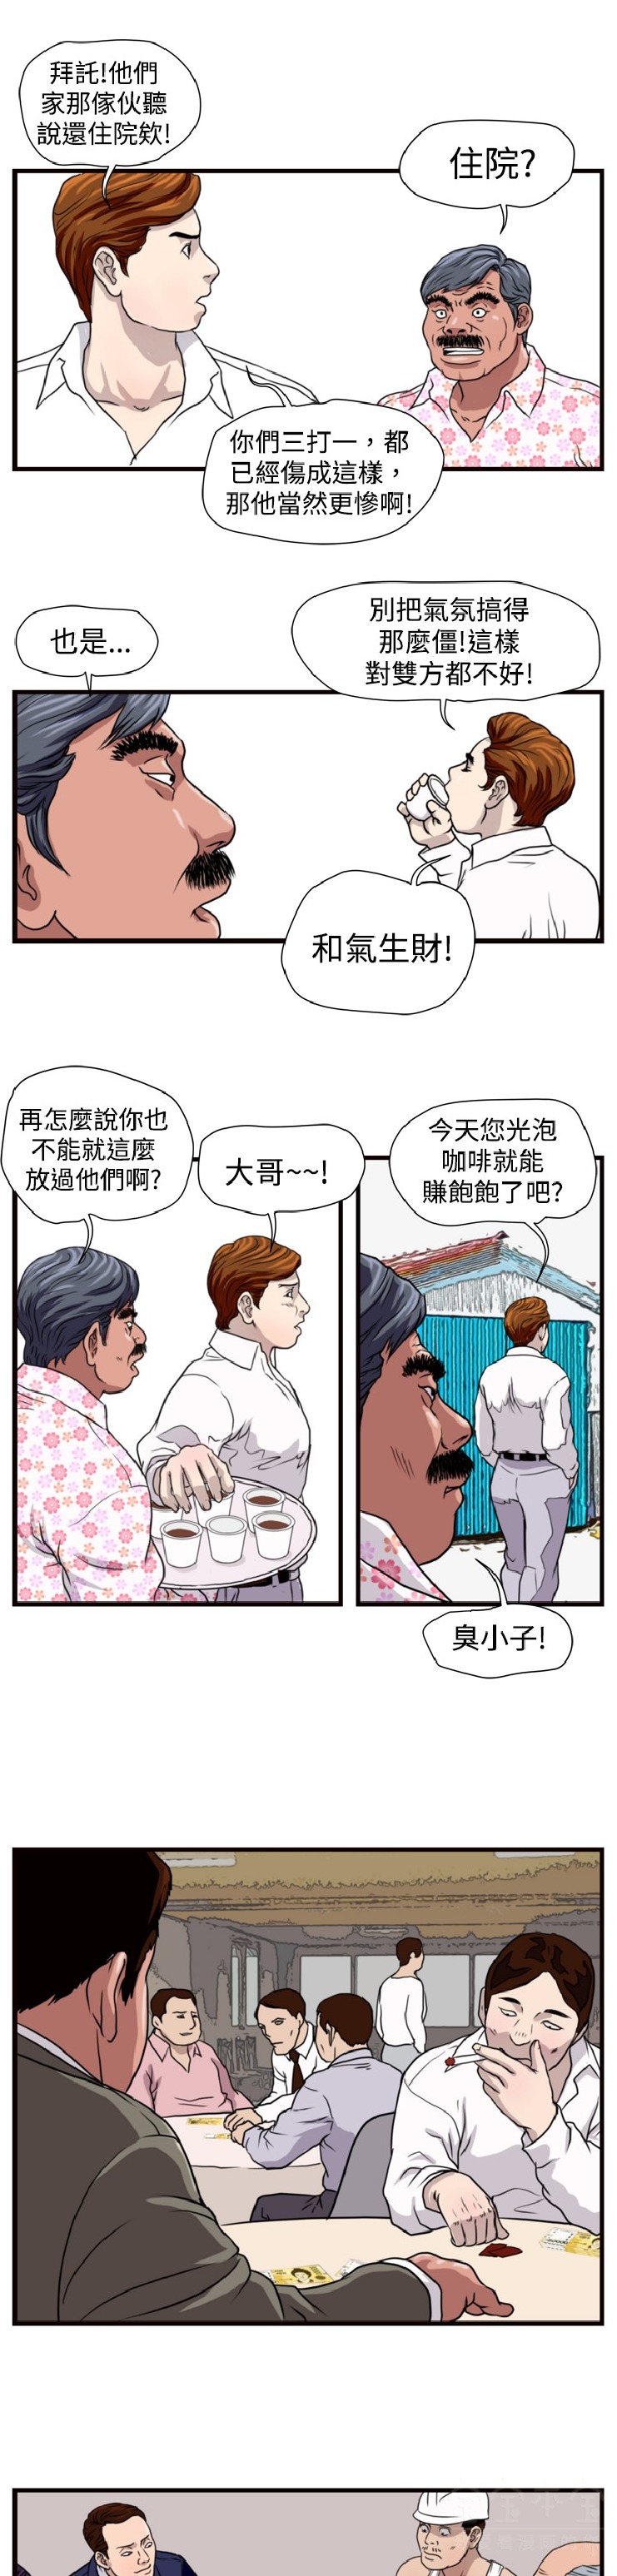 拜託!他們
家那傢伙聽
說還住院欸!
住院?
你們三打一，都
已經傷成這樣，
那他當然更慘啊!
也是...
別把氣氛搞得
那麼僵!這樣
對雙方都不好!
和氣生財!
再怎麼說你也
不能就這麼
放過他們啊?
大哥~~!
今天您光泡
咖啡就能
賺飽飽了吧?
臭小子!